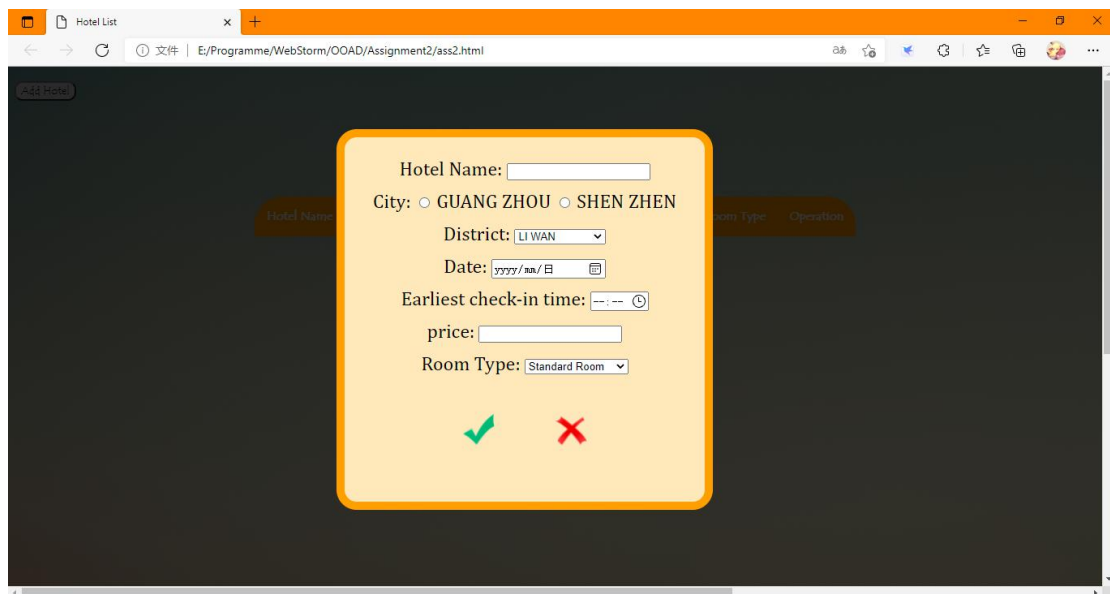 Hotel List
文件 E:/Programme/WebStorm/OOAD/Assignment2/ass2.html
Add Hotel
Hotel Name: 
City: GUANG ZHOU SHEN ZHEN
Hotel Name Room Type Operation
District: LI WAN
Date: yyyy/mm/日
Earliest check-in time: --:--
price:
Room Type: Standard Room